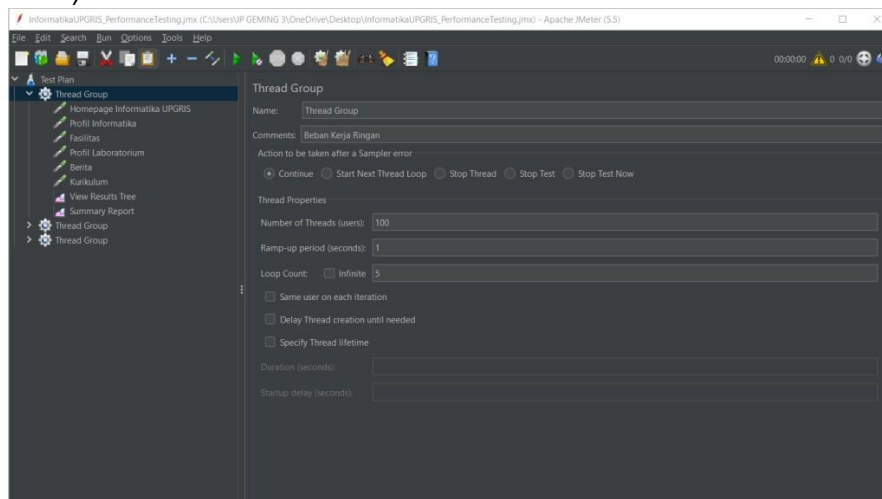 InformatikaUPGRIS_PerformanceTesting.jmx (C:\Users\IP GEMING 3\OneDrive\Desktop\InformatikaUPGRIS_PerformanceTesting.jmx) - Apache JMeter (5.5)
File Edit Search Run Options Tools Help
00:00:00 0 0/0
Test Plan
Thread Group
Homepage Informatika UPGRIS
Profil Informatika
Fasilitas
Profil Laboratorium
Berita
Kurikulum
View Results Tree
Summary Report
Thread Group
Thread Group
Thread Group
Name: Thread Group
Comments: Beban Kerja Ringan
Action to be taken after a Sampler error
Continue Start Next Thread Loop Stop Thread Stop Test Stop Test Now
Thread Properties
Number of Threads (users): 100
Ramp-up period (seconds): 1
Loop Count: Infinite 5
Same user on each iteration
Delay Thread creation until needed
Specify Thread lifetime
Duration (seconds):
Startup delay (seconds):